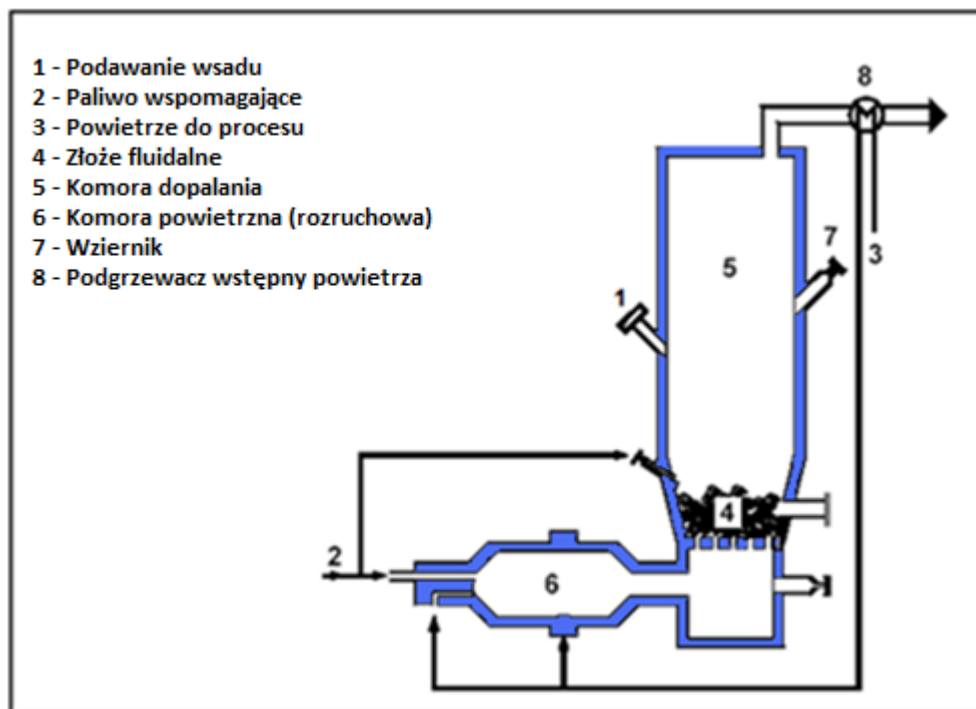 1 - Podawanie wsadu
2 - Paliwo wspomagające
3 - Powietrze do procesu
4 - Złoże fluidalne
5 - Komora dopalania
6 - Komora powietrzna (rozruchowa)
7 - Wziernik
8 - Podgrzewacz wstępny powietrza
8
7
3
5
1
4
2
6